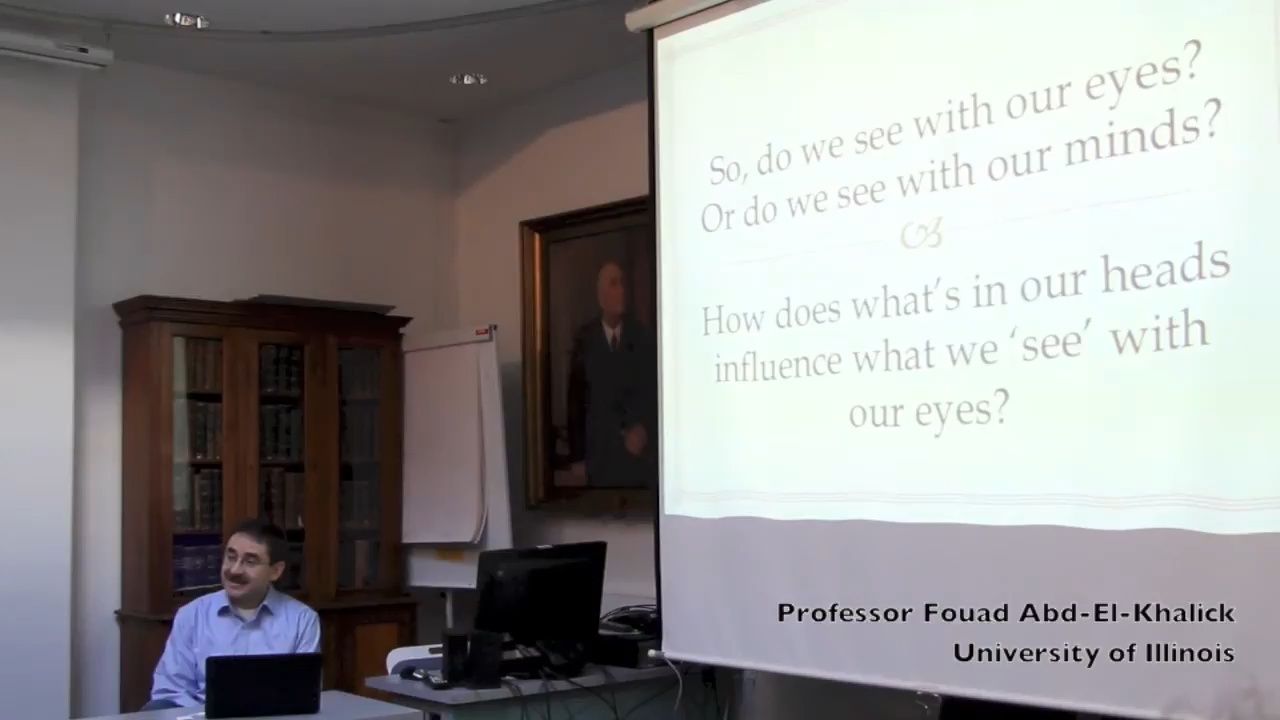 So, do we see with our eyes?
Or do we see with our minds?
How does what's in our heads
influence what we ‘see’ with
our eyes?
Professor Fouad Abd-El-Khalick
University of Illinois